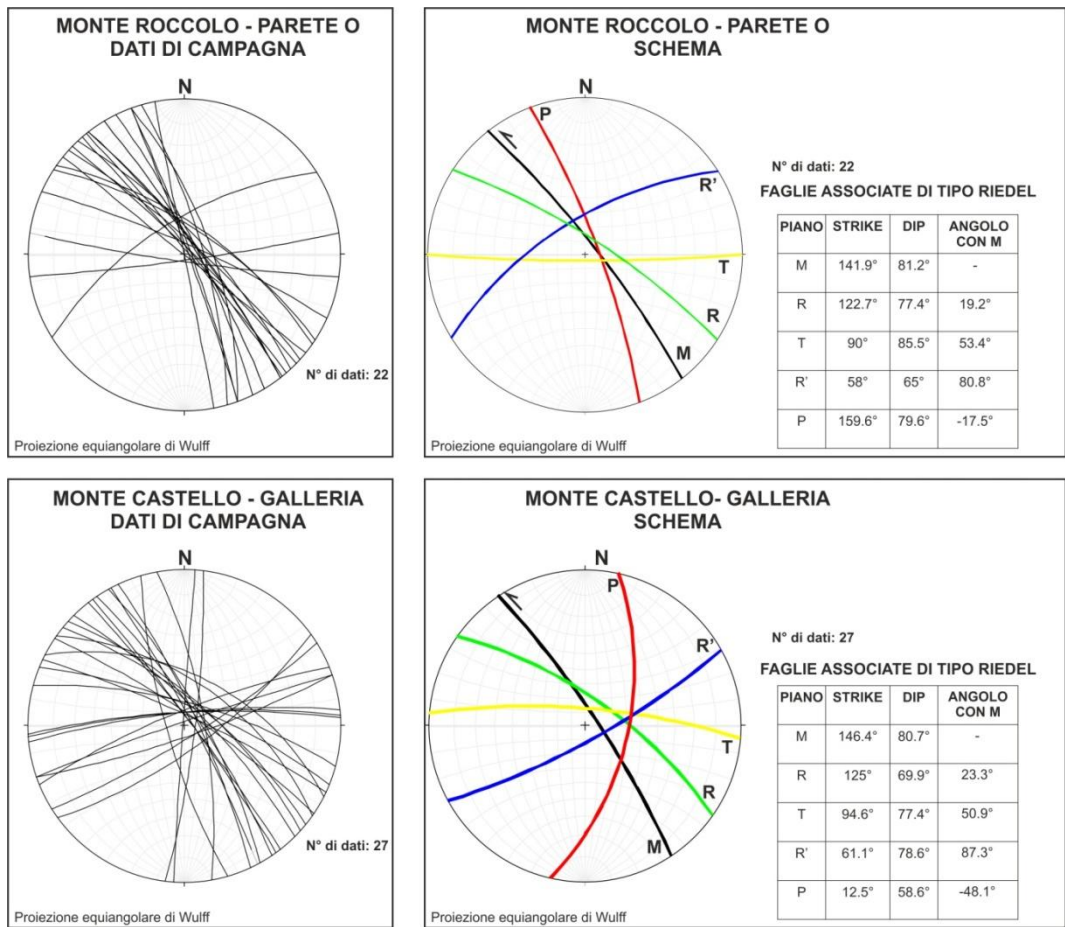 MONTE ROCCOLO - PARETE O
DATI DI CAMPAGNA
N
N° di dati: 22
Proiezione equiangolare di Wulff
MONTE ROCCOLO - PARETE O
SCHEMA
N
P
R'
T
R
M
Proiezione equiangolare di Wulff
N° di dati: 22
FAGLIE ASSOCIATE DI TIPO RIEDEL
PIANO STRIKE DIP ANGOLO
CON M
M 141.9° 81.2° -
R 122.7° 77.4° 19.2°
T 90° 85.5° 53.4°
R' 58° 65° 80.8°
P 159.6° 79.6° -17.5°
MONTE CASTELLO - GALLERIA
DATI DI CAMPAGNA
N
N° di dati: 27
Proiezione equiangolare di Wulff
MONTE CASTELLO- GALLERIA
SCHEMA
N
P
R'
T
R
M
Proiezione equiangolare di Wulff
N° di dati: 27
FAGLIE ASSOCIATE DI TIPO RIEDEL
PIANO STRIKE DIP ANGOLO
CON M
M 146.4° 80.7° -
R 125° 69.9° 23.3°
T 94.6° 77.4° 50.9°
R' 61.1° 78.6° 87.3°
P 12.5° 58.6° -48.1°